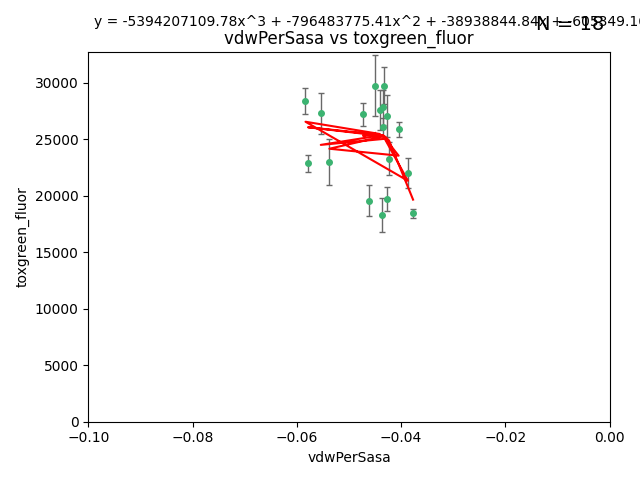 y = -5394207109.78x^3 + -796483775.41x^2 + -38938844.84x + -605349.16
N = 18
vdwPerSasa vs toxgreen_fluor
30000
25000
20000
15000
10000
5000
0
toxgreen_fluor
−0.10 −0.08 −0.06 −0.04 −0.02 0.00
vdwPerSasa